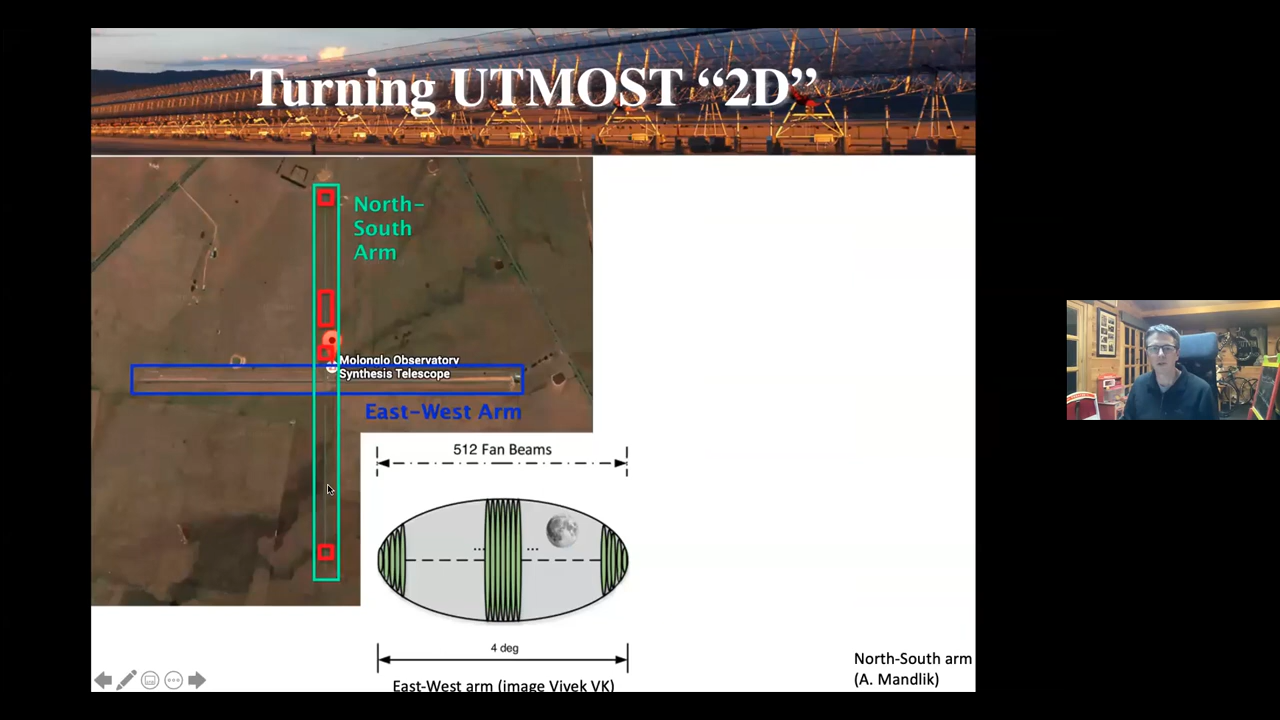 Turning UTMOST “2D”
North-
South
Arm
Molonglo Observatory
Synthesis Telescope
East-West Arm
512 Fan Beams
... ...
4 deg
East-West arm (image Vivek VK)
North-South arm
(A. Mandlik)